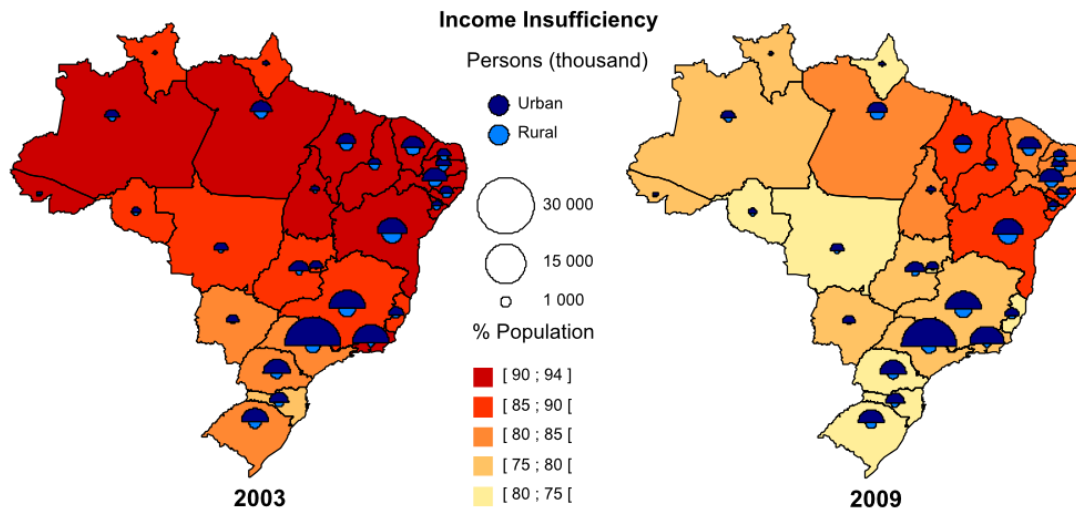 Income Insufficiency
Persons (thousand)
Urban
Rural
30 000
15 000
1 000
% Population
[ 90 ; 94 ]
[ 85 ; 90 [
[ 80 ; 85 [
[ 75 ; 80 [
[ 80 ; 75 [
2003
2009